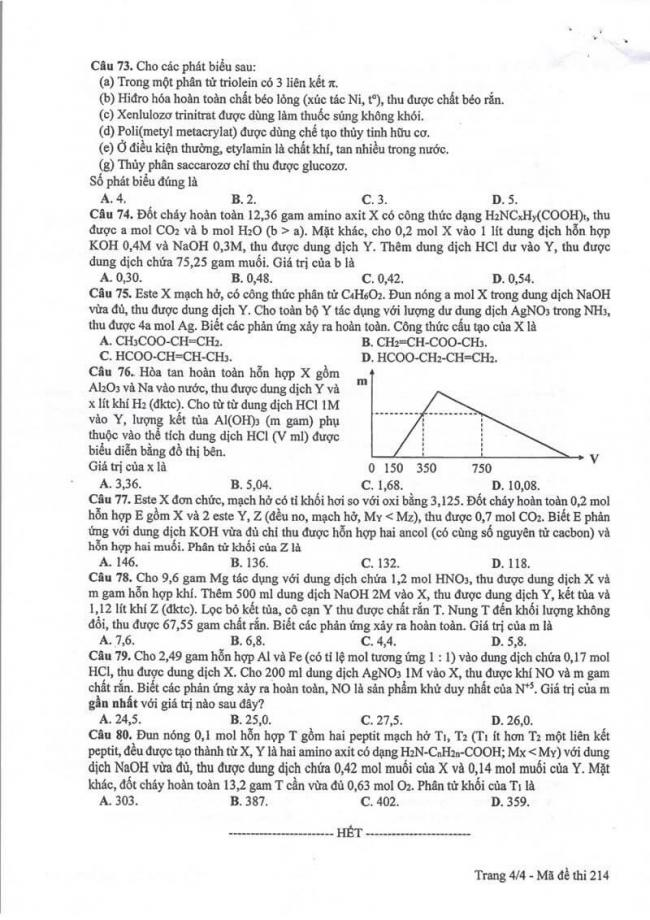 Câu 73. Cho các phát biểu sau:
(a) Trong một phân tử triolein có 3 liên kết π.
(b) Hiđro hóa hoàn toàn chất béo lỏng (xúc tác Ni, tº), thu được chất béo rắn.
(c) Xenlulozơ trinitrat được dùng làm thuốc súng không khói.
(d) Poli(metyl metacrylat) được dùng chế tạo thủy tinh hữu cơ.
(e) Ở điều kiện thường, etylamin là chất khí, tan nhiều trong nước.
(g) Thủy phân saccarozơ chỉ thu được glucozơ.
Số phát biểu đúng là
A. 4. B. 2. C. 3. D. 5.
Câu 74. Đốt cháy hoàn toàn 12,36 gam amino axit X có công thức dạng H2NCxHy(COOH)t, thu
được a mol CO2 và b mol H2O (b > a). Mặt khác, cho 0,2 mol X vào 1 lít dung dịch hỗn hợp
KOH 0,4M và NaOH 0,3M, thu được dung dịch Y. Thêm dung dịch HCl dư vào Y, thu được
dung dịch chứa 75,25 gam muối. Giá trị của b là
A. 0,30. B. 0,48. C. 0,42. D. 0,54.
Câu 75. Este X mạch hở, có công thức phân tử C4H6O2. Đun nóng a mol X trong dung dịch NaOH
vừa đủ, thu được dung dịch Y. Cho toàn bộ Y tác dụng với lượng dư dung dịch AgNO3 trong NH3,
thu được 4a mol Ag. Biết các phản ứng xảy ra hoàn toàn. Công thức cấu tạo của X là
A. CH3COO-CH=CH2. B. CH2=CH-COO-CH3.
C. HCOO-CH=CH-CH3. D. HCOO-CH2-CH=CH2.
Câu 76. Hòa tan hoàn toàn hỗn hợp X gồm
Al2O3 và Na vào nước, thu được dung dịch Y và
x lít khí H2 (đktc). Cho từ từ dung dịch HCl 1M
vào Y, lượng kết tủa Al(OH)3 (m gam) phụ
thuộc vào thể tích dung dịch HCl (V ml) được
biểu diễn bằng đồ thị bên.
Giá trị của x là
m
V
0 150 350 750
A. 3,36. B. 5,04. C. 1,68. D. 10,08.
Câu 77. Este X đơn chức, mạch hở có tỉ khối hơi so với oxi bằng 3,125. Đốt cháy hoàn toàn 0,2 mol
hỗn hợp E gồm X và 2 este Y, Z (đều no, mạch hở, MY < MZ), thu được 0,7 mol CO2. Biết E phản
ứng với dung dịch KOH vừa đủ chỉ thu được hỗn hợp hai ancol (có cùng số nguyên tử cacbon) và
hỗn hợp hai muối. Phân tử khối của Z là
A. 146. B. 136. C. 132. D. 118.
Câu 78. Cho 9,6 gam Mg tác dụng với dung dịch chứa 1,2 mol HNO3, thu được dung dịch X và
m gam hỗn hợp khí. Thêm 500 ml dung dịch NaOH 2M vào X, thu được dung dịch Y, kết tủa và
1,12 lít khí Z (đktc). Lọc bỏ kết tủa, cô cạn Y thu được chất rắn T. Nung T đến khối lượng không
đổi, thu được 67,55 gam chất rắn. Biết các phản ứng xảy ra hoàn toàn. Giá trị của m là
A. 7,6. B. 6,8. C. 4,4. D. 5,8.
Câu 79. Cho 2,49 gam hỗn hợp Al và Fe (có tỉ lệ mol tương ứng 1 : 1) vào dung dịch chứa 0,17 mol
HCl, thu được dung dịch X. Cho 200 ml dung dịch AgNO3 1M vào X, thu được khí NO và m gam
chất rắn. Biết các phản ứng xảy ra hoàn toàn, NO là sản phẩm khử duy nhất của N+5. Giá trị của m
gần nhất với giá trị nào sau đây?
A. 24,5. B. 25,0. C. 27,5. D. 26,0.
Câu 80. Đun nóng 0,1 mol hỗn hợp T gồm hai peptit mạch hở T1, T2 (T1 ít hơn T2 một liên kết
peptit, đều được tạo thành từ X, Y là hai amino axit có dạng H2N-CnH2n-COOH; MX < MY) với dung
dịch NaOH vừa đủ, thu được dung dịch chứa 0,42 mol muối của X và 0,14 mol muối của Y. Mặt
khác, đốt cháy hoàn toàn 13,2 gam T cần vừa đủ 0,63 mol O2. Phân tử khối của T1 là
A. 303. B. 387. C. 402. D. 359.
------------------------ HẾT ------------------------
Trang 4/4 - Mã đề thi 214